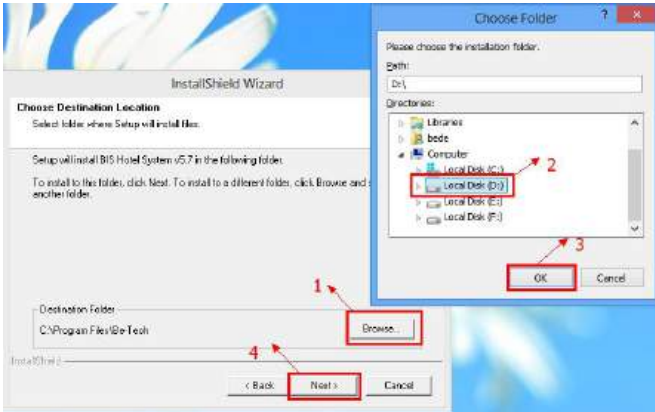 Choose Folder
?
x
Please choose the installation folder.
Path:
D:\
Directories:
Libraries
bede
Computer
Local Disk (C:)
Local Disk (D:)
Local Disk (E:)
Local Disk (F:)
2
3
OK
Cancel
InstallShield Wizard
Choose Destination Location
Select folder where Setup will install files.
Setup will install BIS Hotel System v5.7 in the following folder.
To install to this folder, click Next. To install to a different folder, click Browse and
another folder.
1
Destination Folder
C:\Program Files\Be-Tech
Browse...
4
InstallShield
< Back
Next >
Cancel